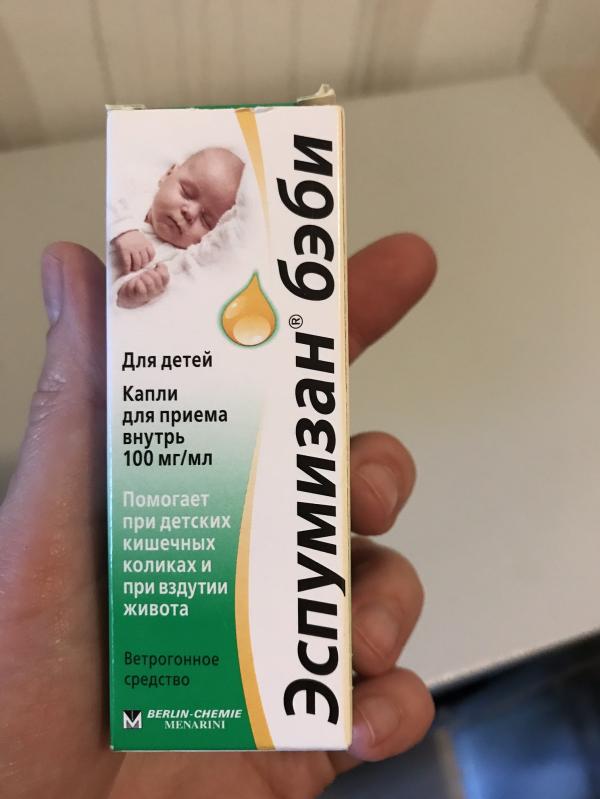 Эспумизан® бэби
Для детей
Капли
для приема
внутрь
100 мг/мл
Помогает
при детских
кишечных
коликах и
при вздутии
живота
Ветрогонное
средство
BERLIN-CHEMIE
MENARINI